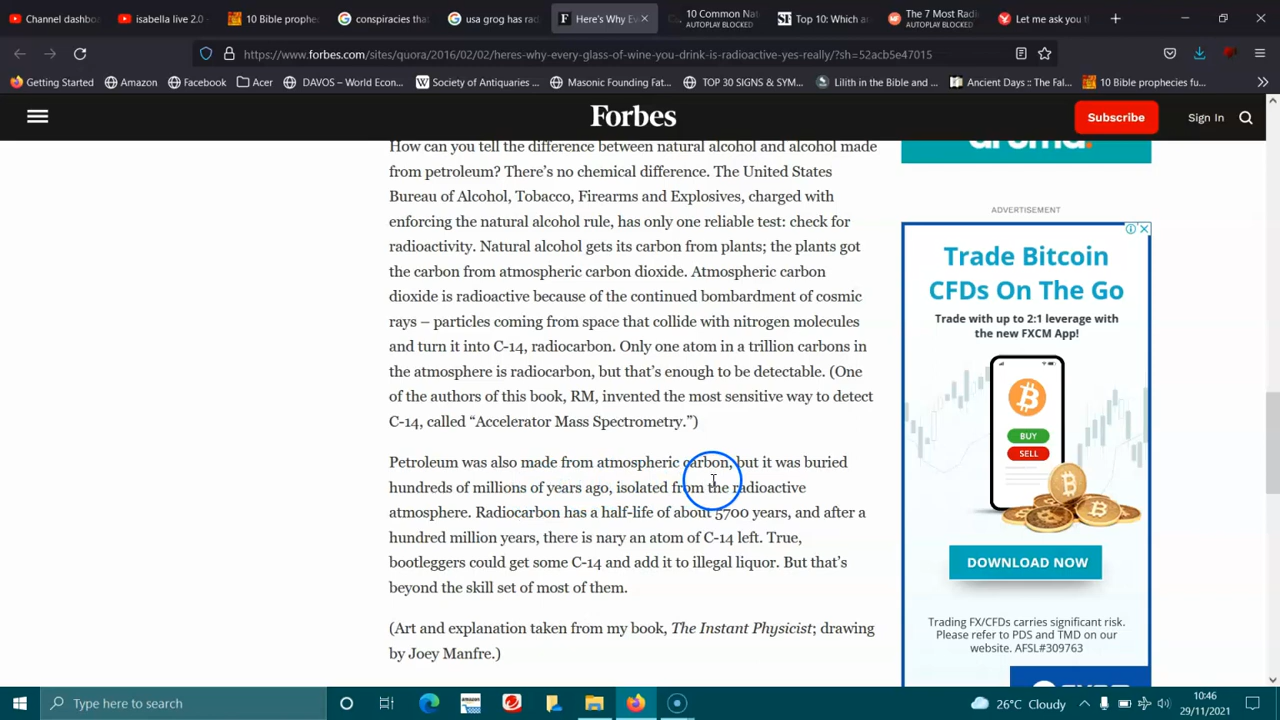 Channel dashbo
isabella live 2.0 -
10 Bible prophec
conspiracies tha
usa grog has rad
Here's Why Ev
10 Common Nat
AUTOPLAY BLOCKED
Top 10: Which ar
The 7 Most Radi
AUTOPLAY BLOCKED
Let me ask you t
https://www.forbes.com/sites/quora/2016/02/02/heres-why-every-glass-of-wine-you-drink-is-radioactive-yes-really/?sh=52acb5e47015
Getting Started
Amazon
Facebook
Acer
DAVOS – World Econ...
Society of Antiquaries ...
Masonic Founding Fat...
TOP 30 SIGNS & SYM...
Lilith in the Bible and ...
Ancient Days :: The Fal...
10 Bible prophecies fu...
Forbes
Subscribe
Sign In
How can you tell the difference between natural alcohol and alcohol made
from petroleum? There's no chemical difference. The United States
Bureau of Alcohol, Tobacco, Firearms and Explosives, charged with
enforcing the natural alcohol rule, has only one reliable test: check for
radioactivity. Natural alcohol gets its carbon from plants; the plants got
the carbon from atmospheric carbon dioxide. Atmospheric carbon
dioxide is radioactive because of the continued bombardment of cosmic
rays – particles coming from space that collide with nitrogen molecules
and turn it into C-14, radiocarbon. Only one atom in a trillion carbons in
the atmosphere is radiocarbon, but that's enough to be detectable. (One
of the authors of this book, RM, invented the most sensitive way to detect
C-14, called “Accelerator Mass Spectrometry.”)
Petroleum was also made from atmospheric carbon, but it was buried
hundreds of millions of years ago, isolated from the radioactive
atmosphere. Radiocarbon has a half-life of about 5700 years, and after a
hundred million years, there is nary an atom of C-14 left. True,
bootleggers could get some C-14 and add it to illegal liquor. But that's
beyond the skill set of most of them.
(Art and explanation taken from my book, The Instant Physicist; drawing
by Joey Manfre.)
ADVERTISEMENT
Trade Bitcoin
CFDs On The Go
Trade with up to 2:1 leverage with
the new FXCM App!
BUY
SELL
DOWNLOAD NOW
Trading FX/CFDs carries significant risk.
Please refer to PDS and TMD on our
website. AFSL#309763
Type here to search
26°C Cloudy
10:46
29/11/2021